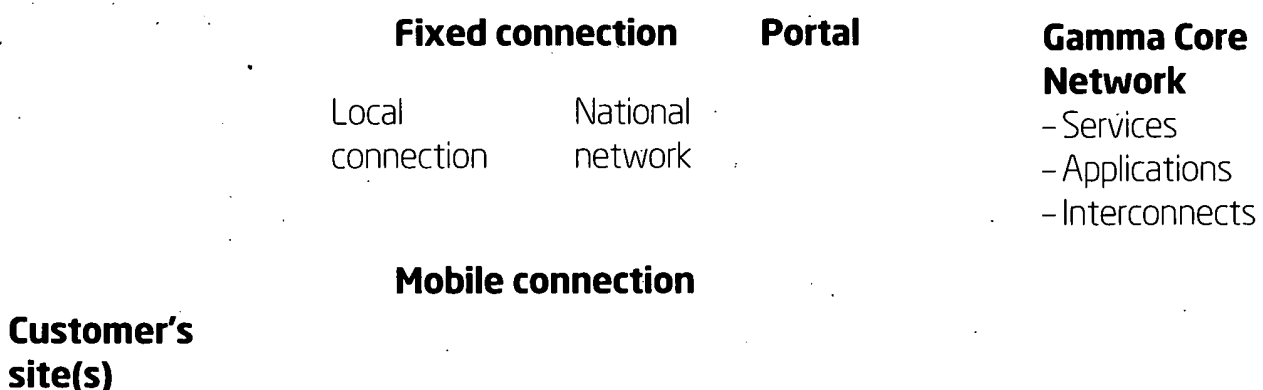 Fixed connection
Portal
Gamma Core
Network
– Services
– Applications
– Interconnects
Local
connection
National
network
Mobile connection
Customer's
site(s)